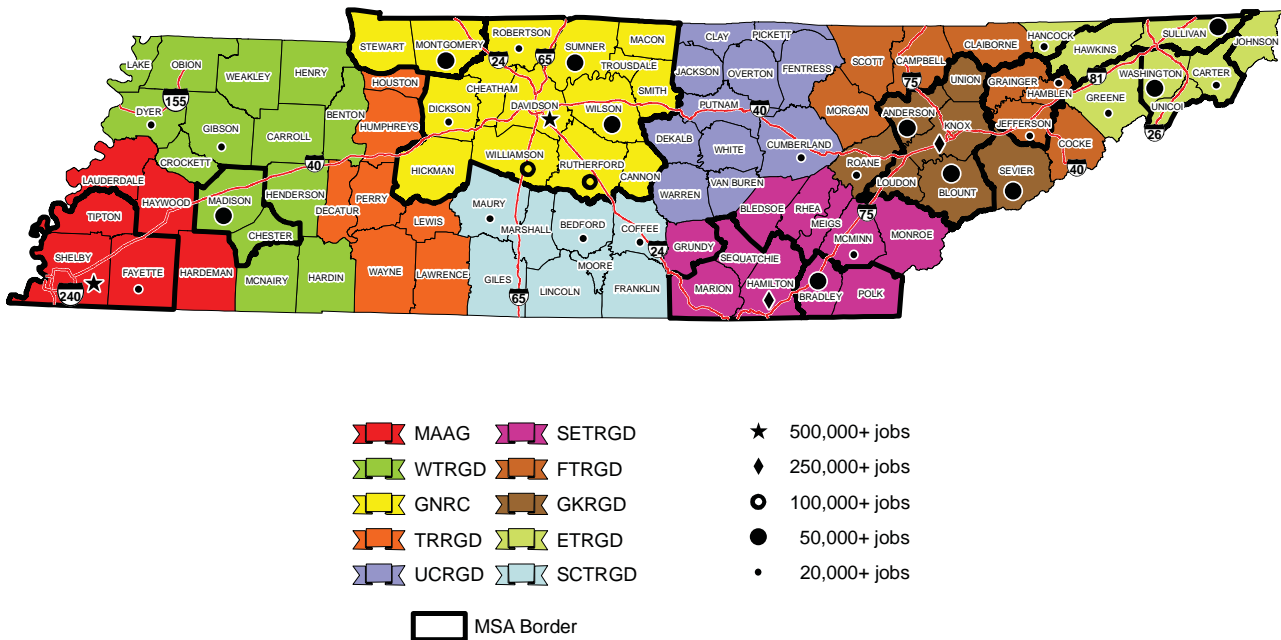 LAKE
OBION
WEAKLEY
HENRY
155
DYER
GIBSON
CARROLL
BENTON
CROCKETT
HOUSTON
HUMPHREYS
STEWART
MONTGOMERY
ROBERTSON
24
65
SUMNER
MACON
TROUSDALE
CHEATHAM
SMITH
DICKSON
DAVIDSON
WILSON
WILLIAMSON
RUTHERFORD
CANNON
HICKMAN
CLAY
PICKETT
JACKSON
OVERTON
FENTRESS
PUTNAM
40
DEKALB
WHITE
CUMBERLAND
WARREN
VAN BUREN
SCOTT
CAMPBELL
CLAIBORNE
75
UNION
MORGAN
ANDERSON
KNOX
GRAINGER
HAMBLEN
JEFFERSON
COCKE
40
ROANE
LOUDON
BLOUNT
SEVIER
HANCOCK
HAWKINS
SULLIVAN
JOHNSON
81
WASHINGTON
CARTER
GREENE
UNICOI
26
LAUDERDALE
HAYWOOD
MADISON
40
HENDERSON
DECATUR
PERRY
LEWIS
TIPTON
CHESTER
SHELBY
FAYETTE
HARDEMAN
MCNAIRY
HARDIN
WAYNE
LAWRENCE
240
MAURY
MARSHALL
BEDFORD
COFFEE
24
GILES
MOORE
LINCOLN
FRANKLIN
65
BLEDSOE
RHEA
MEIGS
75
MCMINN
MONROE
GRUNDY
SEQUATCHIE
MARION
HAMILTON
BRADLEY
POLK
MAAG
SETRGD
500,000+ jobs
WTRGD
FTRGD
250,000+ jobs
GNRC
GKRGD
100,000+ jobs
TRRGD
ETRGD
50,000+ jobs
UCRGD
SCTRGD
20,000+ jobs
MSA Border